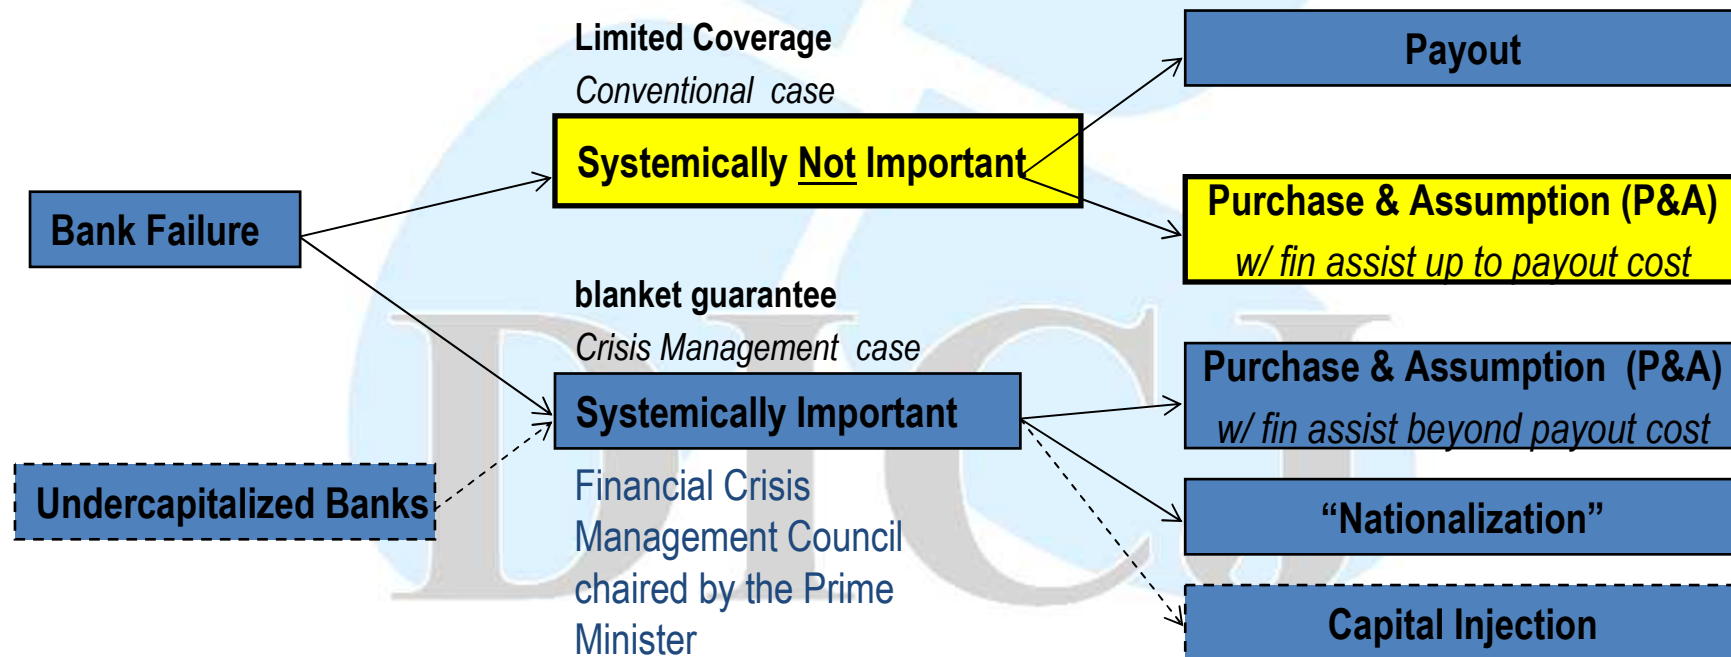 Limited Coverage
Conventional case
Systemically Not Important
Payout
Purchase & Assumption (P&A)
w/ fin assist up to payout cost
Bank Failure
blanket guarantee
Crisis Management case
Systemically Important
Purchase & Assumption (P&A)
w/ fin assist beyond payout cost
Undercapitalized Banks
Financial Crisis
Management Council
chaired by the Prime
Minister
“Nationalization”
Capital Injection
DICJ